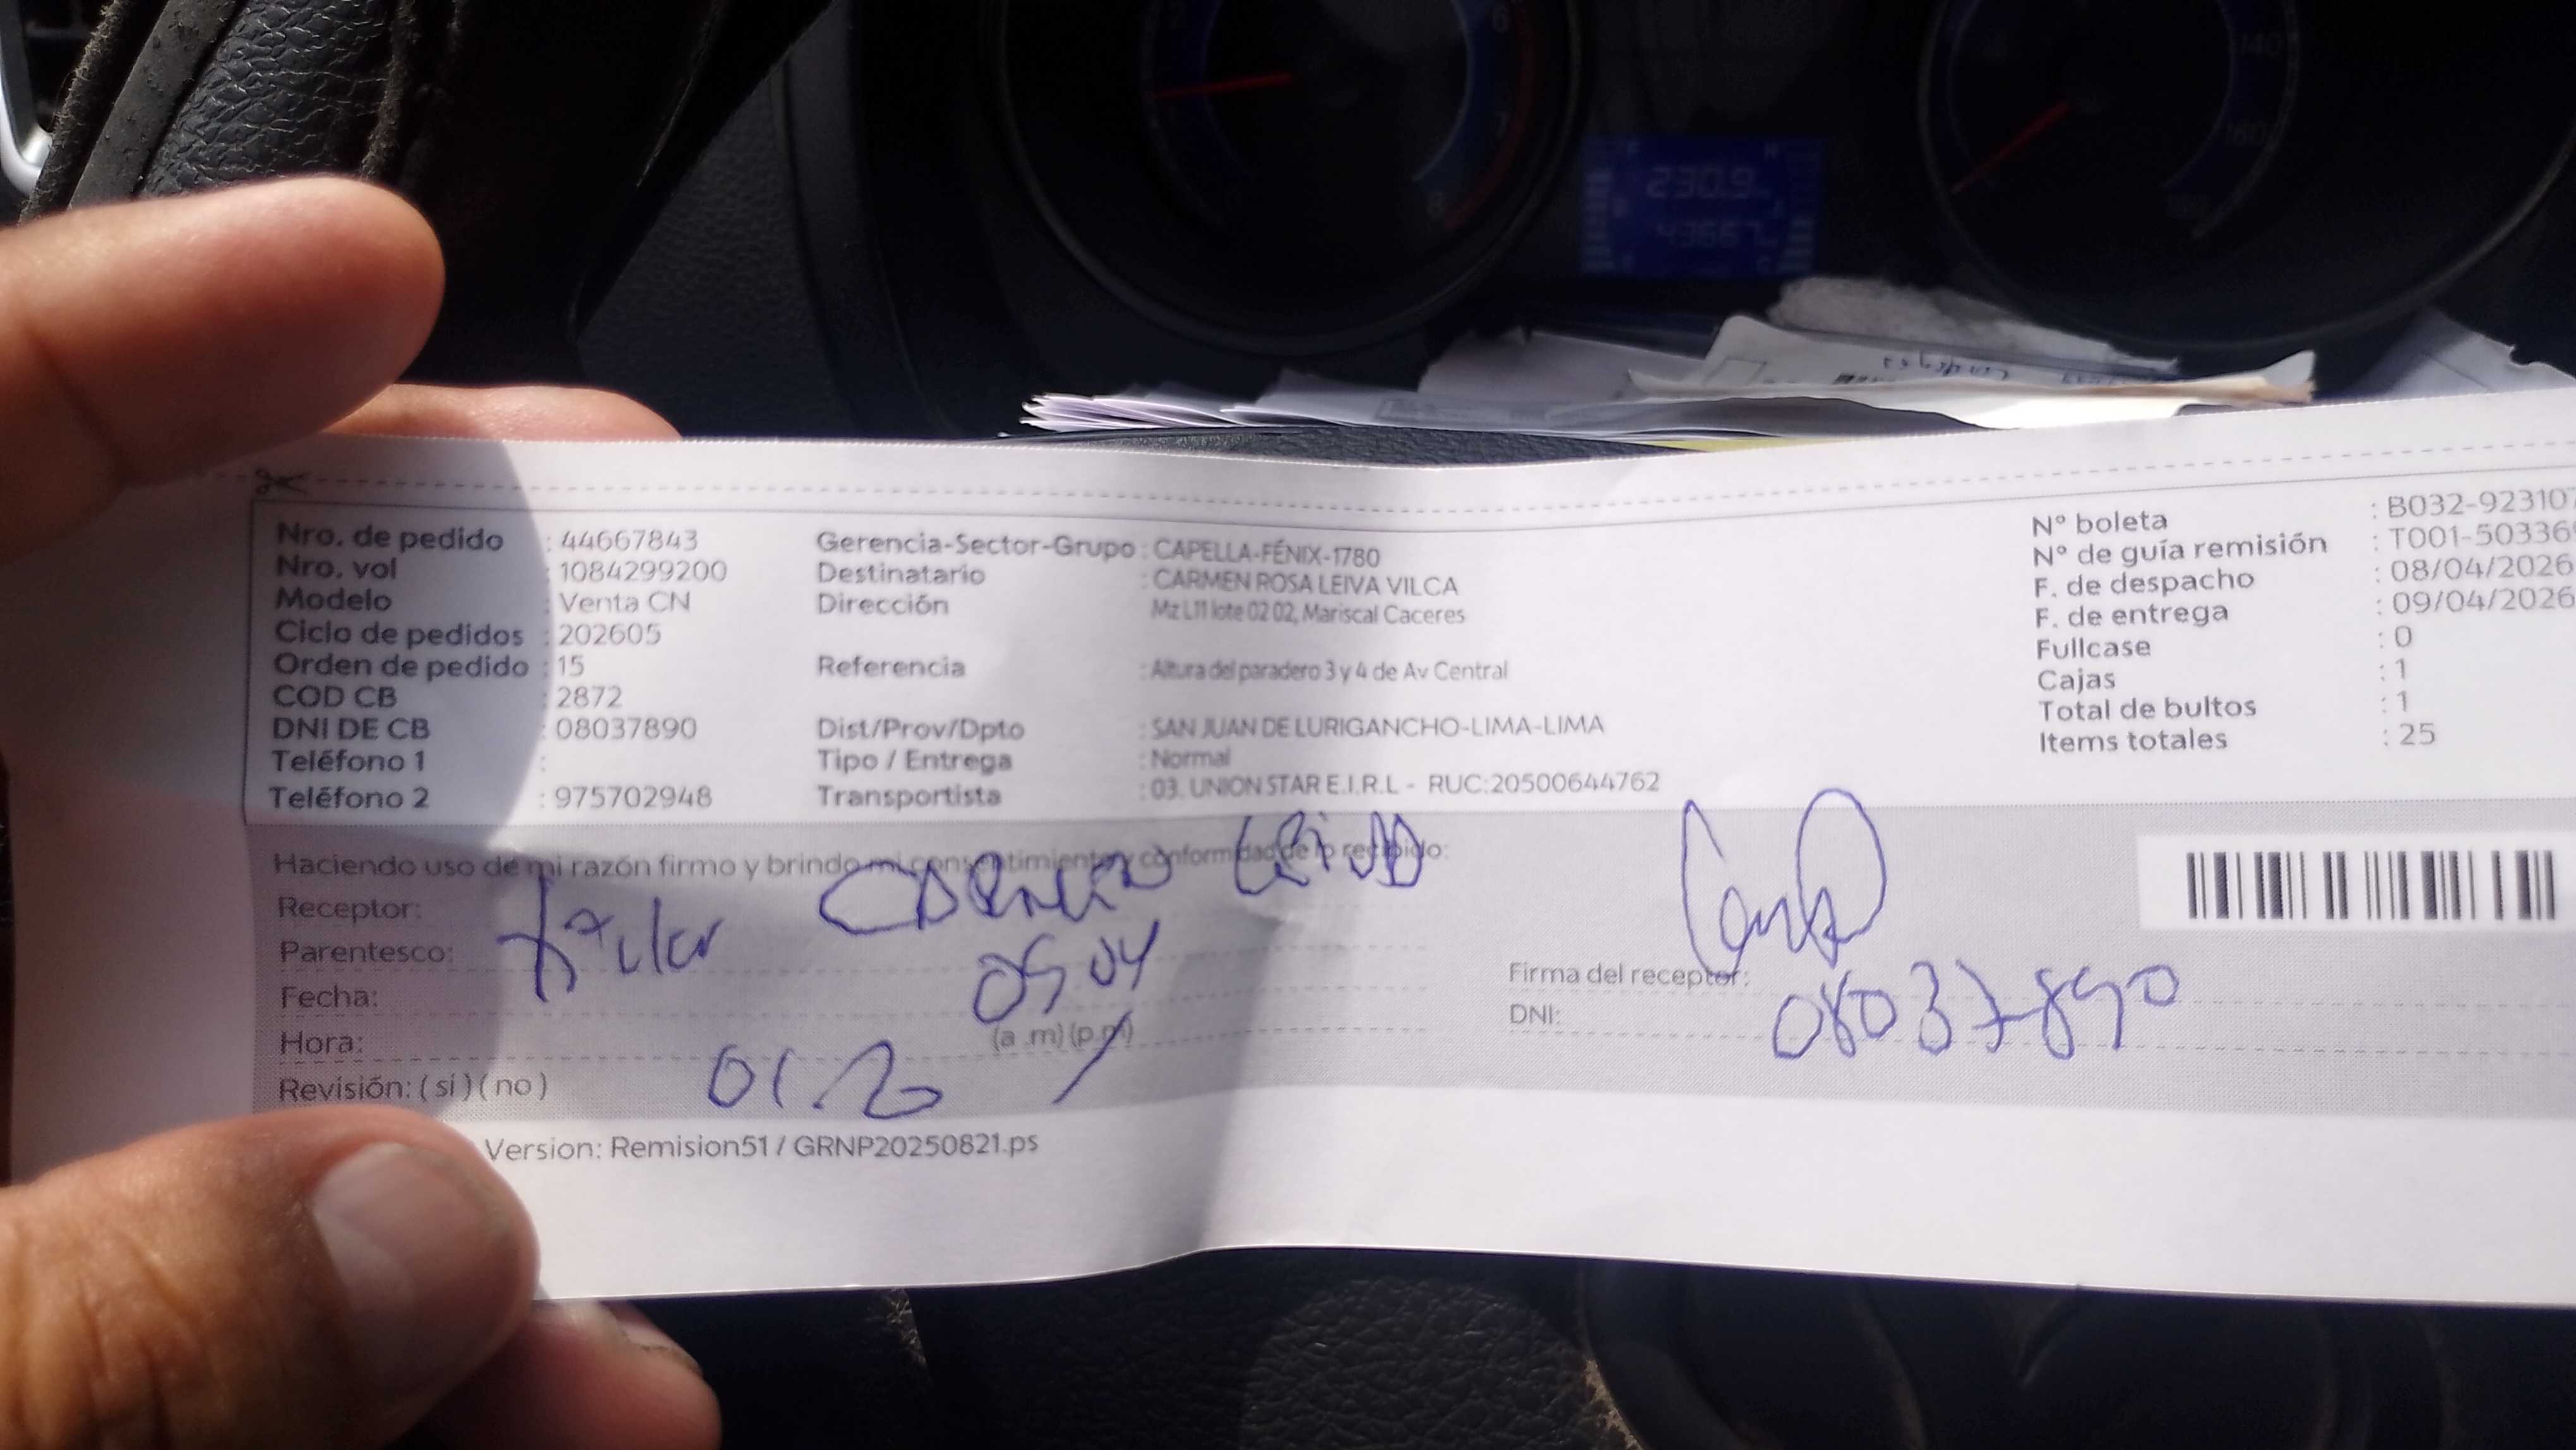 Nro. de pedido : 44667843
Nro. vol : 1084299200
Modelo : Venta CN
Ciclo de pedidos : 202605
Orden de pedido : 15
COD CB : 2872
DNI DE CB : 08037890
Teléfono 1 :
Teléfono 2 : 975702948
Gerencia-Sector-Grupo : CAPELLA-FÉNIX-1780
Destinatario : CARMEN ROSA LEIVA VILCA
Dirección Mz L11 lote 02 02, Mariscal Caceres
Referencia : Altura del paradero 3 y 4 de Av Central
Dist/Prov/Dpto : SAN JUAN DE LURIGANCHO-LIMA-LIMA
Tipo / Entrega : Normal
Transportista : 03. UNION STAR E.I.R.L - RUC:20500644762
N° boleta : B032-923107
N° de guía remisión : T001-50336
F. de despacho : 08/04/2026
F. de entrega : 09/04/2026
Fullcase : 0
Cajas : 1
Total de bultos : 1
Items totales : 25
Haciendo uso de mi razón firmo y brindo mi consentimiento y conformidad de lo recibido:
Receptor: CARMEN LEIVA
Parentesco: titular
Fecha: 09 04
Hora: 01.20 (a .m) (p.m)
Revisión: ( si ) ( no )
Firma del receptor:
DNI: 08037890
Version: Remision51 / GRNP20250821.ps
230.9